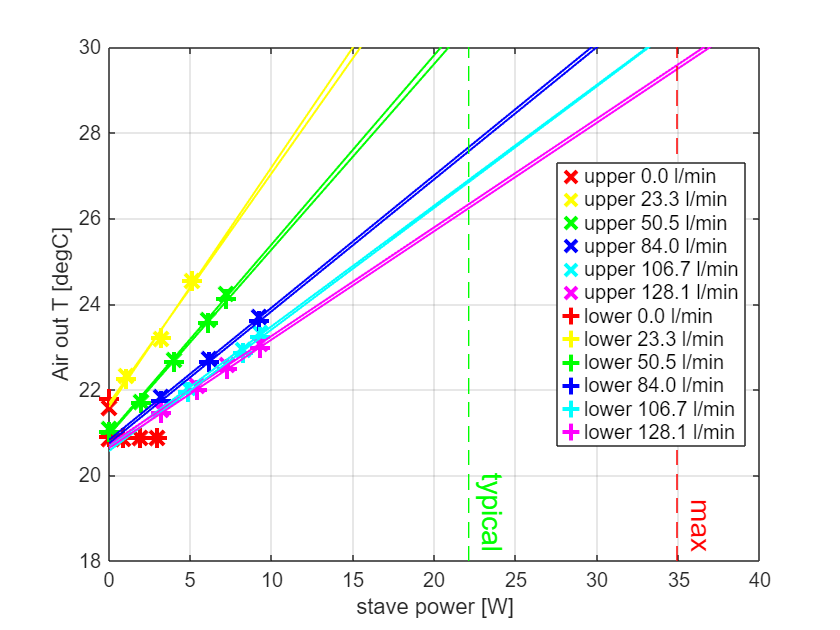 30
28
26
24
22
20
18
Air out T [degC]
0
5
10
15
20
25
30
35
40
stave power [W]
typical
max
upper 0.0 l/min
upper 23.3 l/min
upper 50.5 l/min
upper 84.0 l/min
upper 106.7 l/min
upper 128.1 l/min
lower 0.0 l/min
lower 23.3 l/min
lower 50.5 l/min
lower 84.0 l/min
lower 106.7 l/min
lower 128.1 l/min